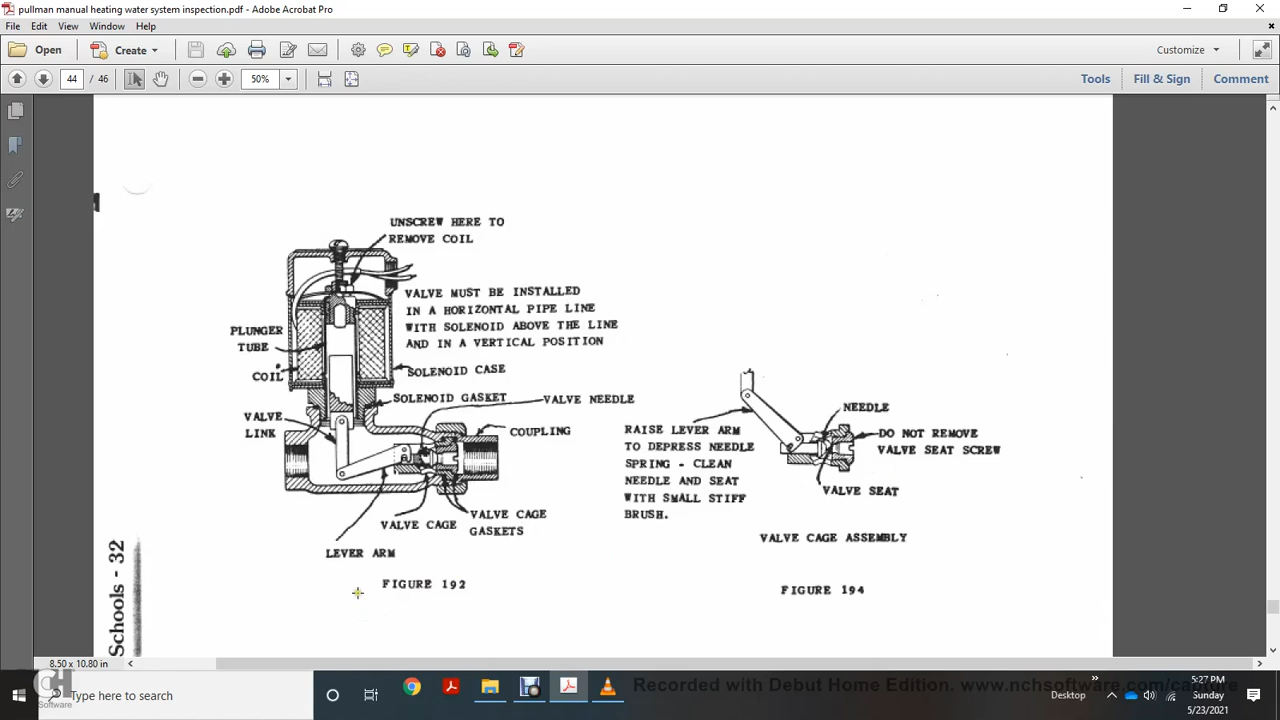 pullman manual heating water system inspection.pdf - Adobe Acrobat Pro
File Edit View Window Help
Open Create Customize
44 / 46 50% Tools Fill & Sign Comment
UNSCREW HERE TO
REMOVE COIL
VALVE MUST BE INSTALLED
IN A HORIZONTAL PIPE LINE
WITH SOLENOID ABOVE THE LINE
AND IN A VERTICAL POSITION
PLUNGER
TUBE
COIL
SOLENOID CASE
SOLENOID GASKET
VALVE NEEDLE
VALVE
LINK
COUPLING
VALVE CAGE
VALVE CAGE
GASKETS
LEVER ARM
FIGURE 192
RAISE LEVER ARM
TO DEPRESS NEEDLE
SPRING - CLEAN
NEEDLE AND SEAT
WITH SMALL STIFF
BRUSH.
NEEDLE
DO NOT REMOVE
VALVE SEAT SCREW
VALVE SEAT
VALVE CAGE ASSEMBLY
FIGURE 194
Schools - 32
8.50 x 10.80 in
Type here to search
CH
Software
Recorded with Debut Home Edition. www.nchsoftware.com/capture
Desktop
5:27 PM
Sunday
5/23/2021